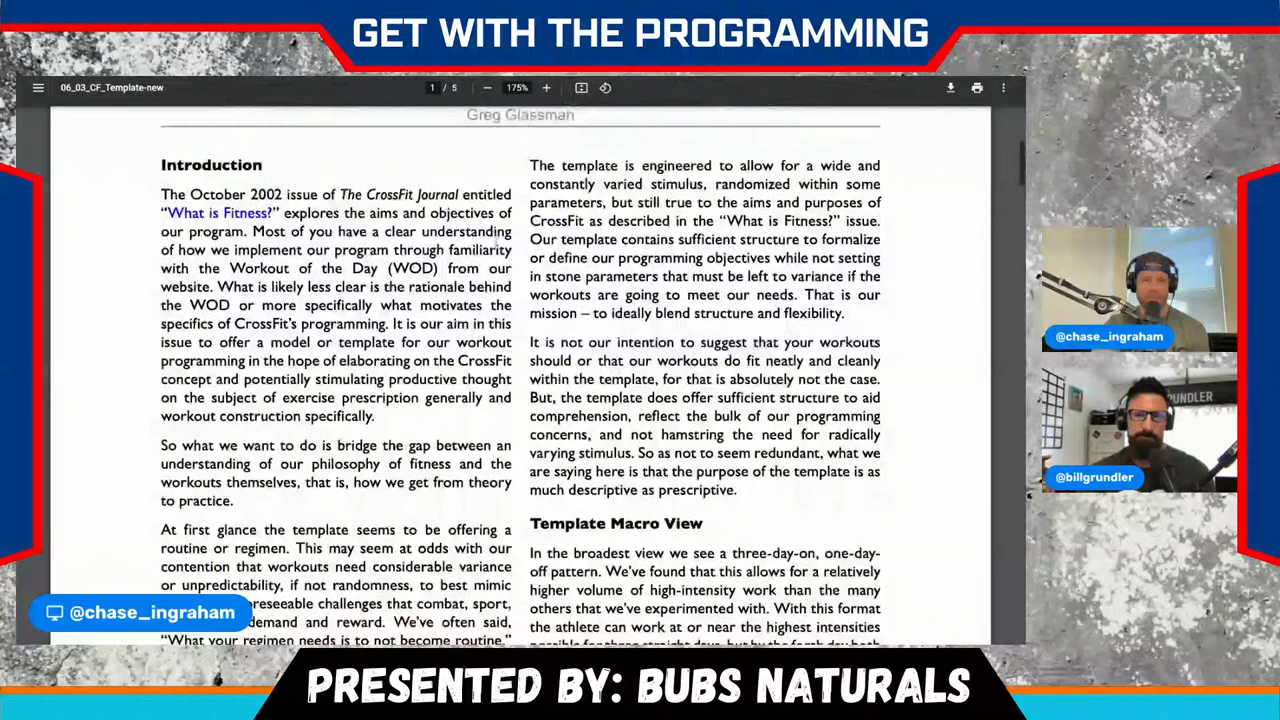 GET WITH THE PROGRAMMING
06_03_CF_Template-new
1 / 5
175%
Greg Glassman
Introduction
The October 2002 issue of The CrossFit Journal entitled
“What is Fitness?” explores the aims and objectives of
our program. Most of you have a clear understanding
of how we implement our program through familiarity
with the Workout of the Day (WOD) from our
website. What is likely less clear is the rationale behind
the WOD or more specifically what motivates the
specifics of CrossFit’s programming. It is our aim in this
issue to offer a model or template for our workout
programming in the hope of elaborating on the CrossFit
concept and potentially stimulating productive thought
on the subject of exercise prescription generally and
workout construction specifically.
So what we want to do is bridge the gap between an
understanding of our philosophy of fitness and the
workouts themselves, that is, how we get from theory
to practice.
At first glance the template seems to be offering a
routine or regimen. This may seem at odds with our
contention that workouts need considerable variance
or unpredictability, if not randomness, to best mimic
reseeable challenges that combat, sport,
demand and reward. We’ve often said,
“What your regimen needs is to not become routine.”
The template is engineered to allow for a wide and
constantly varied stimulus, randomized within some
parameters, but still true to the aims and purposes of
CrossFit as described in the “What is Fitness?” issue.
Our template contains sufficient structure to formalize
or define our programming objectives while not setting
in stone parameters that must be left to variance if the
workouts are going to meet our needs. That is our
mission – to ideally blend structure and flexibility.
It is not our intention to suggest that your workouts
should or that our workouts do fit neatly and cleanly
within the template, for that is absolutely not the case.
But, the template does offer sufficient structure to aid
comprehension, reflect the bulk of our programming
concerns, and not hamstring the need for radically
varying stimulus. So as not to seem redundant, what we
are saying here is that the purpose of the template is as
much descriptive as prescriptive.
Template Macro View
In the broadest view we see a three-day-on, one-day-
off pattern. We’ve found that this allows for a relatively
higher volume of high-intensity work than the many
others that we’ve experimented with. With this format
the athlete can work at or near the highest intensities
possible for three straight days, but by the forth day both
@chase_ingraham
RUNDLER
@billgrundler
@chase_ingraham
PRESENTED BY: BUBS NATURALS